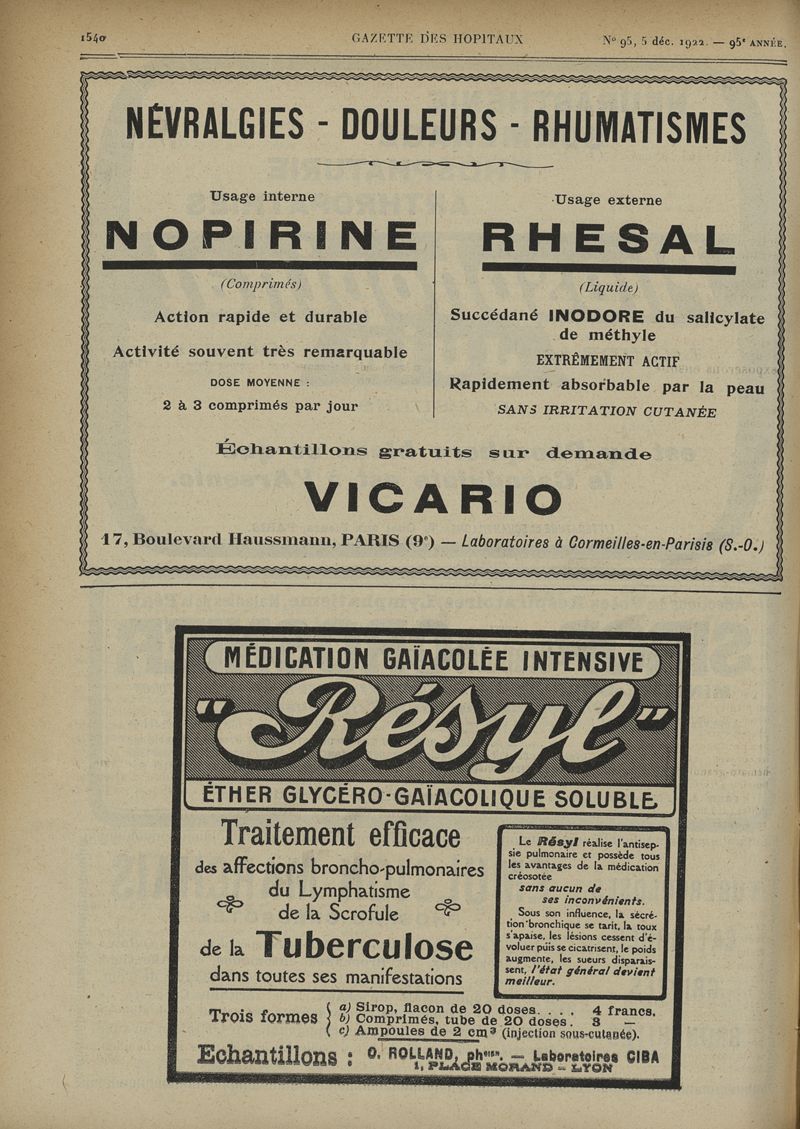 1540
GAZETTE DES HOPITAUX
N° 95, 5 déc. 1922. — 95e ANNÉE.
NÉVRALGIES - DOULEURS - RHUMATISMES
Usage interne
NOPIRINE
(Comprimés)
Action rapide et durable
Activité souvent très remarquable
DOSE MOYENNE :
2 à 3 comprimés par jour
Usage externe
RHESAL
(Liquide)
Succédané INODORE du salicylate
de méthyle
EXTRÊMEMENT ACTIF
Rapidement absorbable par la peau
SANS IRRITATION CUTANÉE
Échantillons gratuits sur demande
VICARIO
17, Boulevard Haussmann, PARIS (9e) — Laboratoires à Cormeilles-en-Parisis (S.-O.)
MÉDICATION GAÏACOLÉE INTENSIVE
"Résyl"
ÉTHER GLYCÉRO-GAÏACOLIQUE SOLUBLE
Traitement efficace
des affections broncho-pulmonaires
du Lymphatisme
de la Scrofule
de la Tuberculose
dans toutes ses manifestations
Le Résyl réalise l'antisep-
sie pulmonaire et possède tous
les avantages de la médication
créosotée
sans aucun de
ses inconvénients.
Sous son influence, la sécré-
tion bronchique se tarit, la toux
s'apaise, les lésions cessent d'é-
voluer puis se cicatrisent, le poids
augmente, les sueurs disparais-
sent, l'état général devient
meilleur.
Trois formes
a) Sirop, flacon de 20 doses. . . . 4 francs.
b) Comprimés, tube de 20 doses. 3 —
c) Ampoules de 2 cm³ (injection sous-cutanée).
Echantillons : O. ROLLAND, phcien. — Laboratoires CIBA
1, PLACE MORAND — LYON